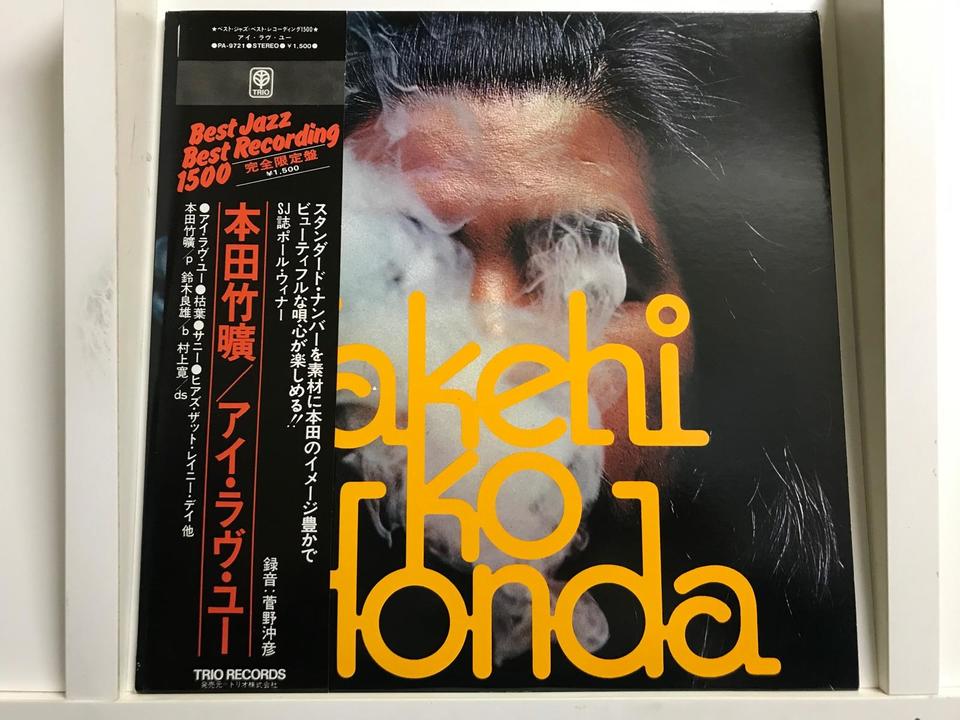 ★ベスト・ジャズ・ベスト・レコーディング1500★
アイ・ラヴ・ユー
●PA-9721●STEREO●￥1,500●
TRIO
Best Jazz
Best Recording
1500
完全限定盤
￥1,500
スタンダード・ナンバーを素材に本田のイメージ豊かで
ビューティフルな唄心が楽しめる!!
SJ誌ポール・ウィナー
録音：菅野沖彦
本田竹曠／アイ・ラヴ・ユー
●アイ・ラヴ・ユー●枯葉●サニー●ヒアズ・ザット・レイニー・デイ 他
本田竹曠／p 鈴木良雄／b 村上寛／ds
TRIO RECORDS
発売元―トリオ株式会社
akehi
ko
Honda